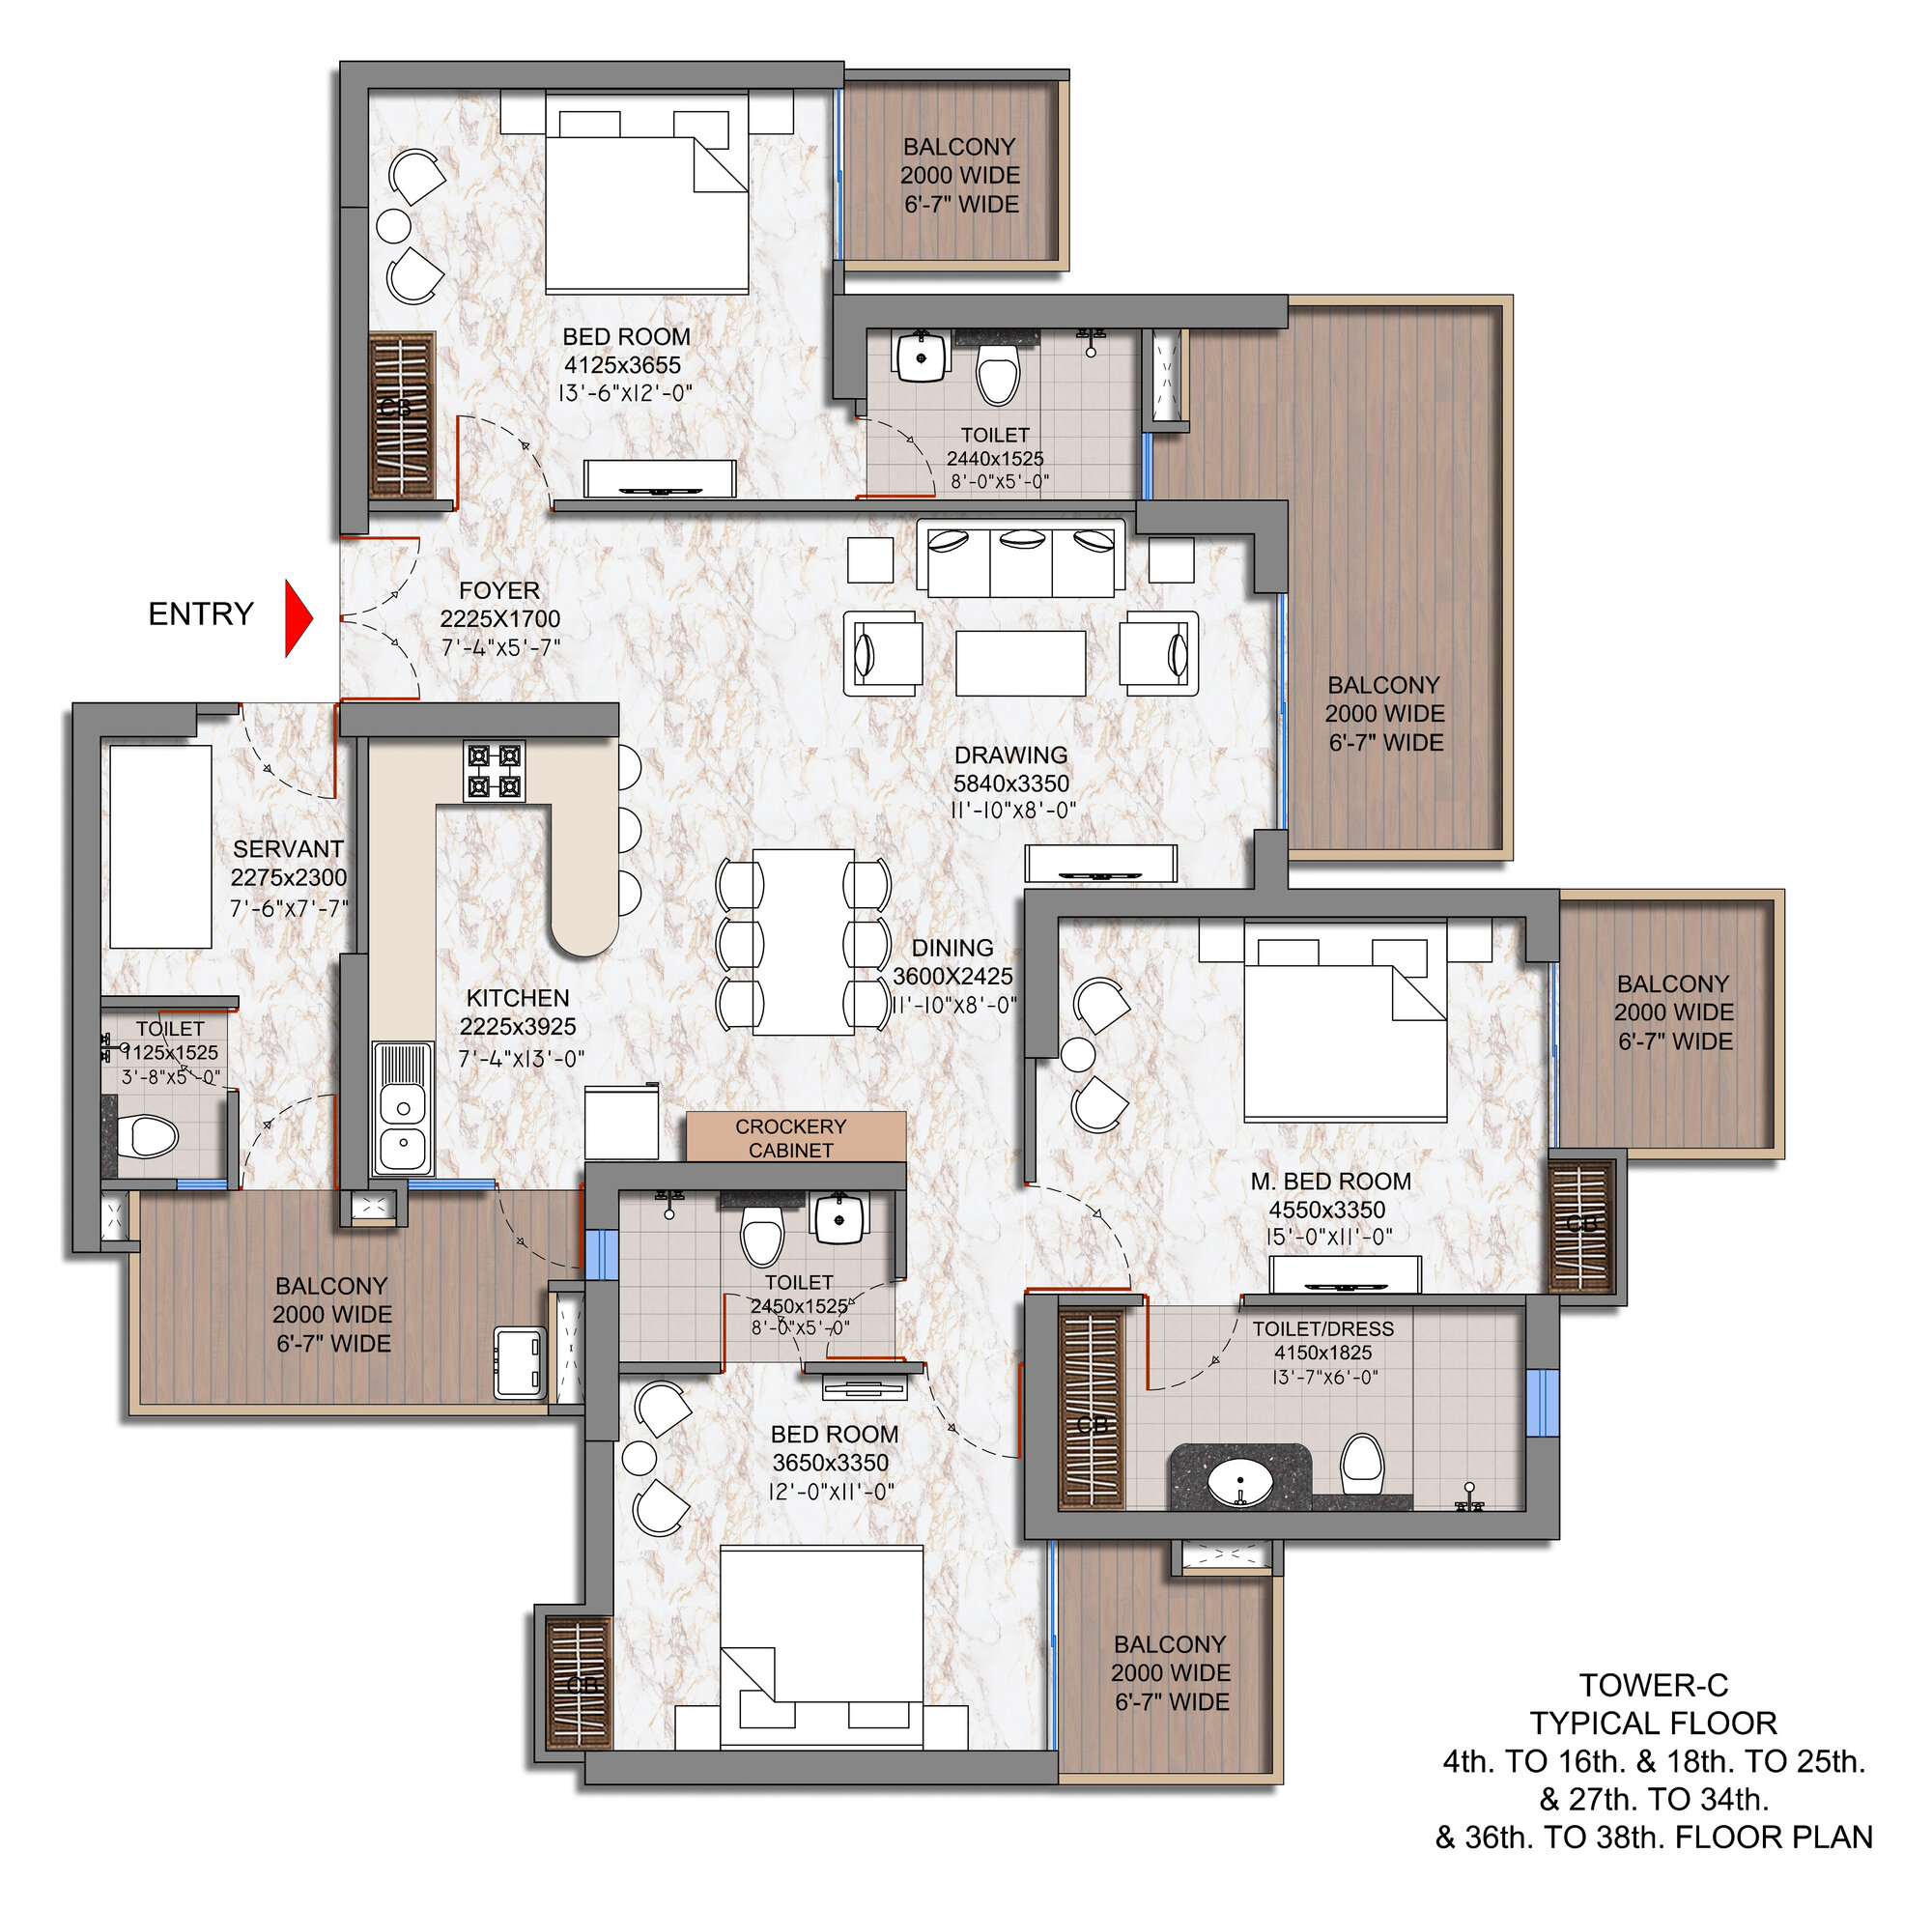 BALCONY
2000 WIDE
6'-7" WIDE
BED ROOM
4125x3655
13'-6"x12'-0"
CB
TOILET
2440x1525
8'-0"x5'-0"
ENTRY
FOYER
2225X1700
7'-4"x5'-7"
BALCONY
2000 WIDE
6'-7" WIDE
DRAWING
5840x3350
11'-10"x8'-0"
SERVANT
2275x2300
7'-6"x7'-7"
DINING
3600X2425
11'-10"x8'-0"
KITCHEN
2225x3925
7'-4"x13'-0"
BALCONY
2000 WIDE
6'-7" WIDE
TOILET
1125x1525
3'-8"x5'-0"
CROCKERY
CABINET
M. BED ROOM
4550x3350
15'-0"x11'-0"
CB
BALCONY
2000 WIDE
6'-7" WIDE
TOILET
2450x1525
8'-0"x5'-0"
TOILET/DRESS
4150x1825
13'-7"x6'-0"
CB
BED ROOM
3650x3350
12'-0"x11'-0"
CB
BALCONY
2000 WIDE
6'-7" WIDE
TOWER-C
TYPICAL FLOOR
4th. TO 16th. & 18th. TO 25th.
& 27th. TO 34th.
& 36th. TO 38th. FLOOR PLAN